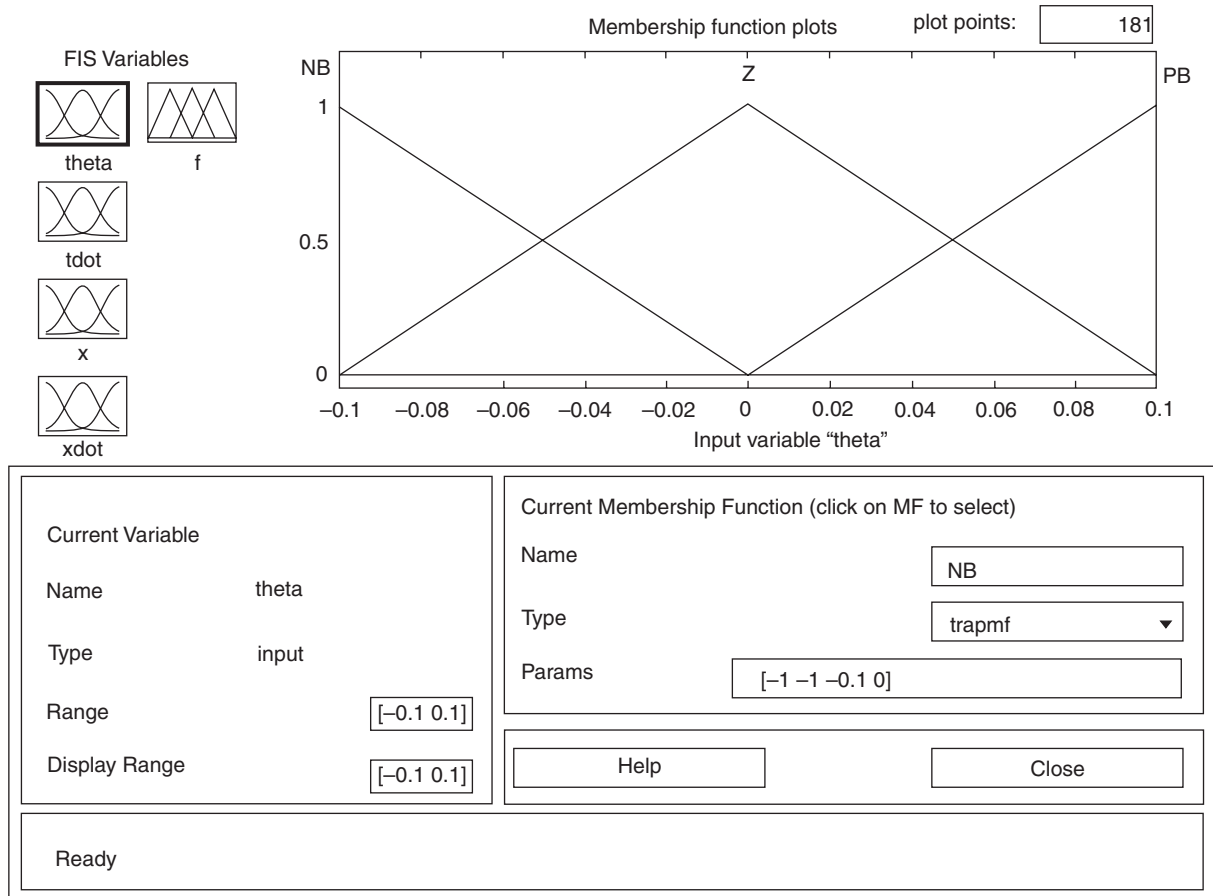 Membership function plots
plot points:
181
FIS Variables
theta
f
tdot
x
xdot
NB
Z
PB
1
0.5
0
–0.1
–0.08
–0.06
–0.04
–0.02
0
0.02
0.04
0.06
0.08
0.1
Input variable “theta”
Current Variable
Name
theta
Type
input
Range
[–0.1 0.1]
Display Range
[–0.1 0.1]
Current Membership Function (click on MF to select)
Name
NB
Type
trapmf
Params
[–1 –1 –0.1 0]
Help
Close
Ready